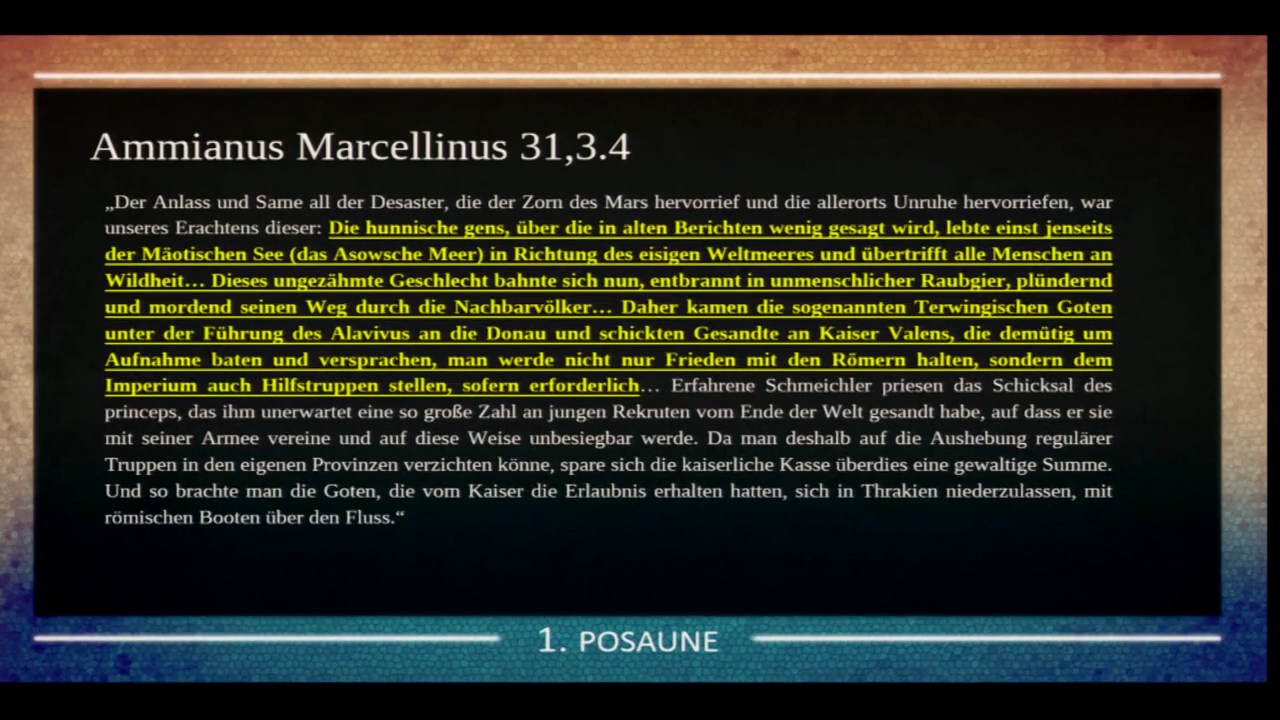 Ammianus Marcellinus 31,3.4
„Der Anlass und Same all der Desaster, die der Zorn des Mars hervorrief und die allerorts Unruhe hervorriefen, war
unseres Erachtens dieser: Die hunnische gens, über die in alten Berichten wenig gesagt wird, lebte einst jenseits
der Mäotischen See (das Asowsche Meer) in Richtung des eisigen Weltmeeres und übertrifft alle Menschen an
Wildheit… Dieses ungezähmte Geschlecht bahnte sich nun, entbrannt in unmenschlicher Raubgier, plündernd
und mordend seinen Weg durch die Nachbarvölker… Daher kamen die sogenannten Terwingischen Goten
unter der Führung des Alavivus an die Donau und schickten Gesandte an Kaiser Valens, die demütig um
Aufnahme baten und versprachen, man werde nicht nur Frieden mit den Römern halten, sondern dem
Imperium auch Hilfstruppen stellen, sofern erforderlich… Erfahrene Schmeichler priesen das Schicksal des
princeps, das ihm unerwartet eine so große Zahl an jungen Rekruten vom Ende der Welt gesandt habe, auf dass er sie
mit seiner Armee vereine und auf diese Weise unbesiegbar werde. Da man deshalb auf die Aushebung regulärer
Truppen in den eigenen Provinzen verzichten könne, spare sich die kaiserliche Kasse überdies eine gewaltige Summe.
Und so brachte man die Goten, die vom Kaiser die Erlaubnis erhalten hatten, sich in Thrakien niederzulassen, mit
römischen Booten über den Fluss.“
1. POSAUNE